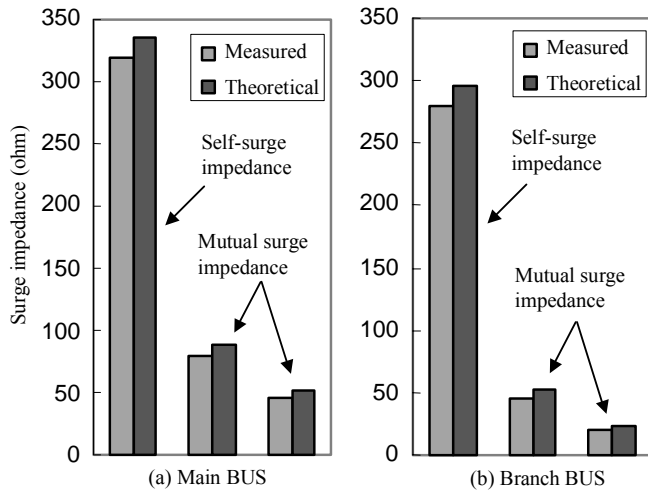 Surge impedance (ohm)
350
300
250
200
150
100
50
0
Measured
Theoretical
Self-surge
impedance
Mutual surge
impedance
(a) Main BUS
350
300
250
200
150
100
50
0
Measured
Theoretical
Self-surge
impedance
Mutual surge
impedance
(b) Branch BUS